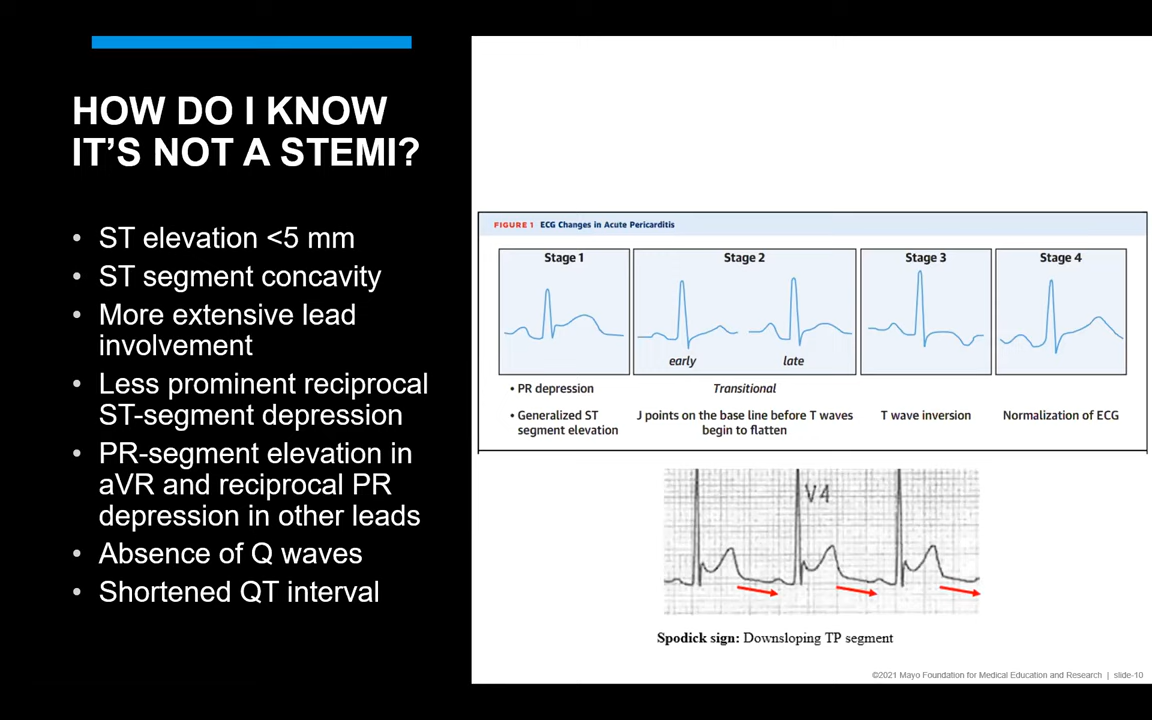 HOW DO I KNOW
IT'S NOT A STEMI?
• ST elevation <5 mm
• ST segment concavity
• More extensive lead
involvement
• Less prominent reciprocal
ST-segment depression
• PR-segment elevation in
aVR and reciprocal PR
depression in other leads
• Absence of Q waves
• Shortened QT interval
FIGURE 1 ECG Changes in Acute Pericarditis
Stage 1
Stage 2
Stage 3
Stage 4
early
late
• PR depression
• Generalized ST
segment elevation
Transitional
J points on the base line before T waves
begin to flatten
T wave inversion
Normalization of ECG
V4
Spodick sign: Downsloping TP segment
©2021 Mayo Foundation for Medical Education and Research | slide-10